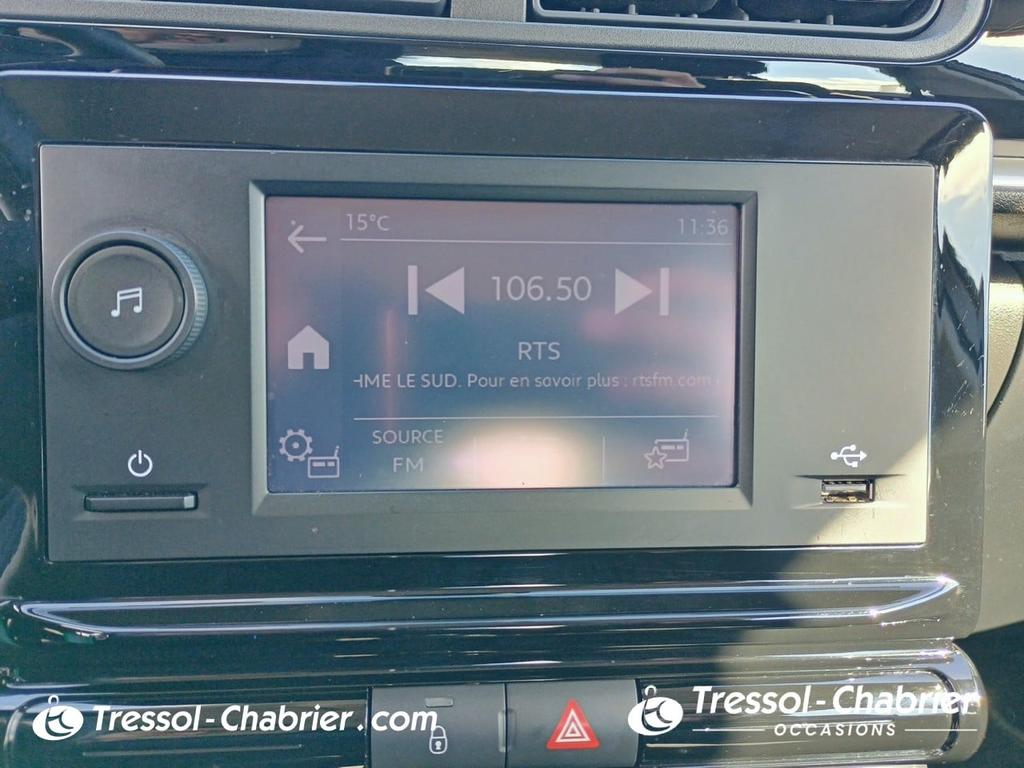 15°C 11:36
106.50
RTS
HME LE SUD. Pour en savoir plus : rtsfm.com
SOURCE
FM
Tressol-Chabrier.com
Tressol-Chabrier
OCCASIONS